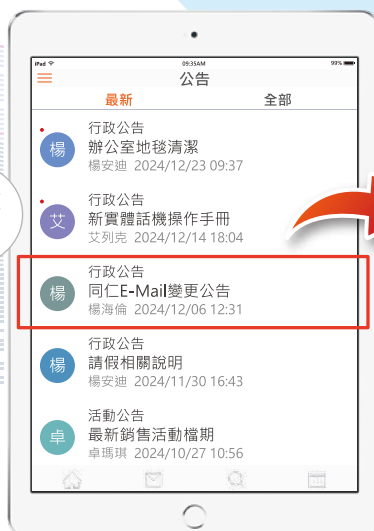 iPad
09:35AM
99%
公告
最新
全部
行政公告
楊
辦公室地毯清潔
楊安迪 2024/12/23 09:37
行政公告
艾
新實體話機操作手冊
艾列克 2024/12/14 18:04
行政公告
楊
同仁E-Mail變更公告
楊海倫 2024/12/06 12:31
行政公告
楊
請假相關說明
楊安迪 2024/11/30 16:43
活動公告
卓
最新銷售活動檔期
卓瑪琪 2024/10/27 10:56